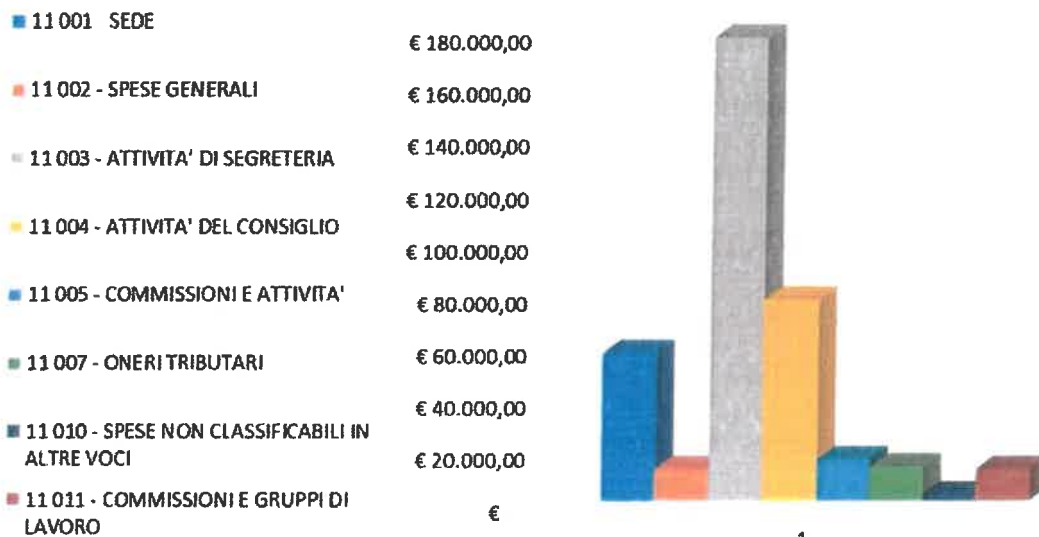 11 001 SEDE
11 002 - SPESE GENERALI
11 003 - ATTIVITA' DI SEGRETERIA
11 004 - ATTIVITA' DEL CONSIGLIO
11 005 - COMMISSIONI E ATTIVITA'
11 007 - ONERI TRIBUTARI
11 010 - SPESE NON CLASSIFICABILI IN
ALTRE VOCI
11 011 - COMMISSIONI E GRUPPI DI
LAVORO
€ 180.000,00
€ 160.000,00
€ 140.000,00
€ 120.000,00
€ 100.000,00
€ 80.000,00
€ 60.000,00
€ 40.000,00
€ 20.000,00
€
1